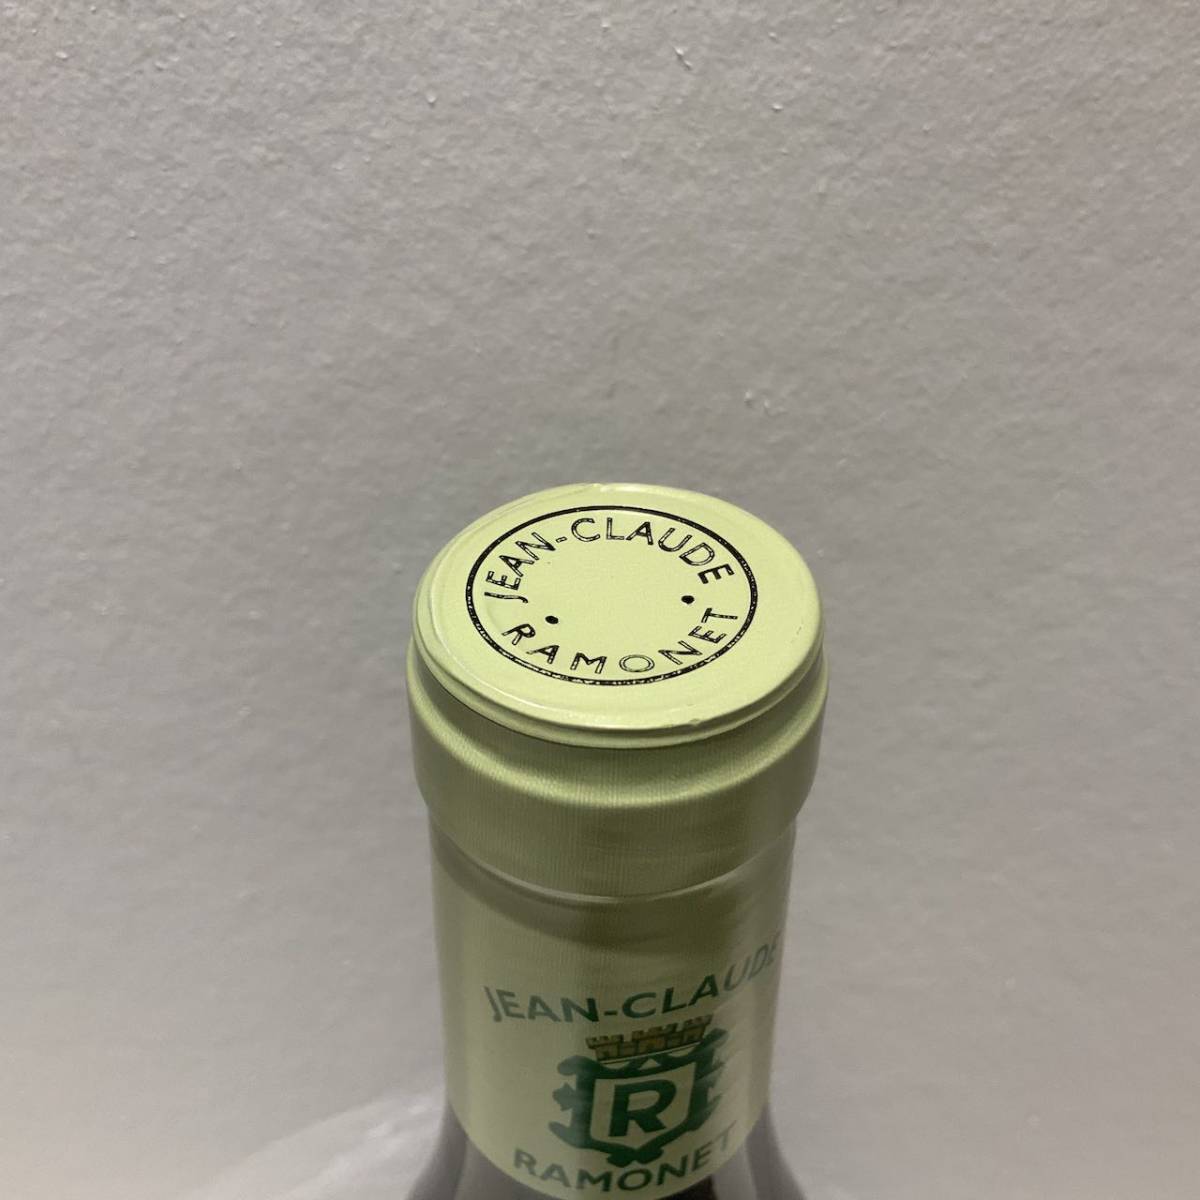 JEAN-CLAUDE
• RAMONET •
JEAN-CLAUDE
R
RAMONET